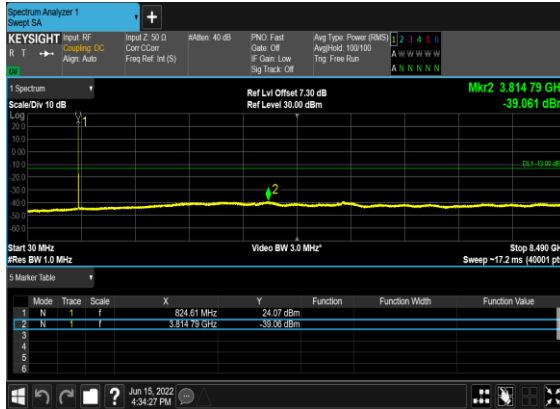 Spectrum Analyzer 1
Swept SA
+
KEYSIGHT
R T
LU
Input: RF
Coupling: DC
Align: Auto
Input Z: 50 Ω
Corr CCorr
Freq Ref: Int (S)
#Atten: 40 dB
PNO: Fast
Gate: Off
IF Gain: Low
Sig Track: Off
Avg Type: Power (RMS)
Avg|Hold: 100/100
Trig: Free Run
1 2 3 4 5 6
A W W W W W
A N N N N N
1 Spectrum
Scale/Div 10 dB
Ref Lvl Offset 7.30 dB
Ref Level 30.00 dBm
Mkr2 3.814 79 GH
-39.061 dB
Log
20.0
10.0
0.00
-10.0
-20.0
-30.0
-40.0
-50.0
-60.0
1
2
DL1 -13.00 dB
Start 30 MHz
#Res BW 1.0 MHz
Video BW 3.0 MHz*
Stop 8.490 GH
Sweep ~17.2 ms (40001 pt
5 Marker Table
Mode Trace Scale X Y Function Function Width Function Value
1 N 1 f 824.61 MHz 24.07 dBm
2 N 1 f 3.814 79 GHz -39.06 dBm
3
4
5
6
?
Jun 15, 2022
4:34:27 PM